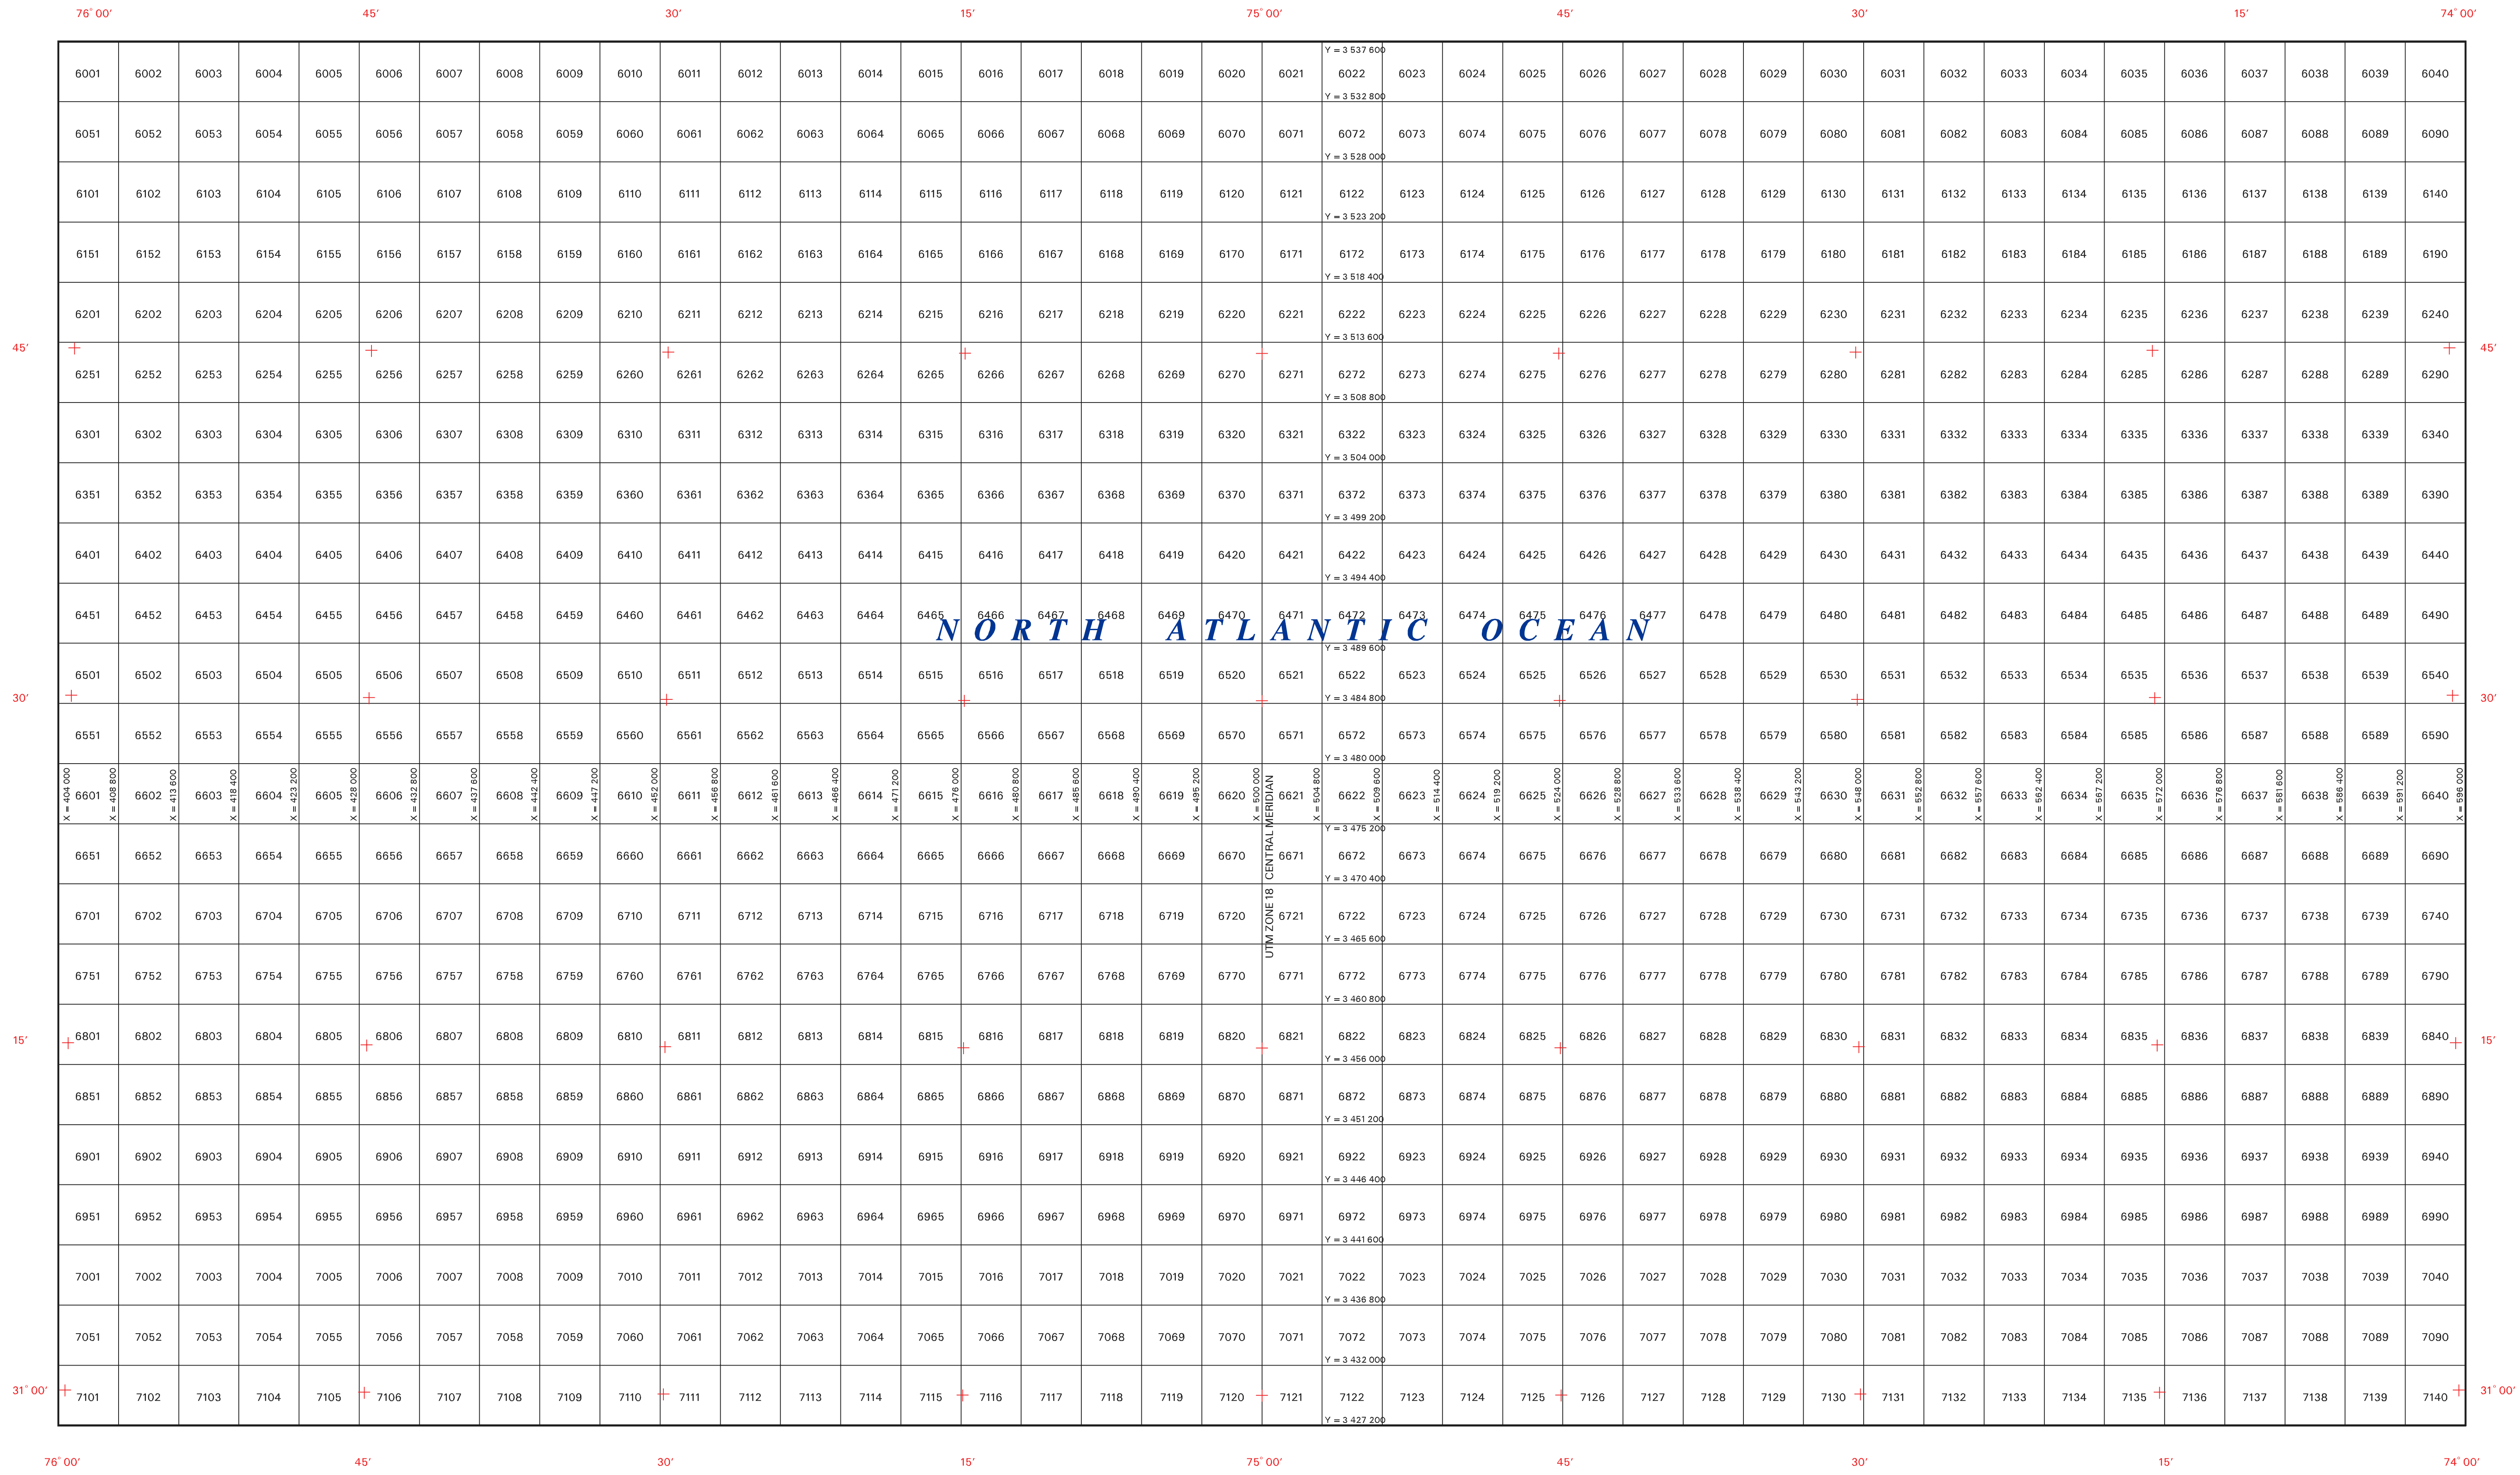 76° 00’ 45’ 30’ 15’ 75° 00’ 45’ 30’ 15’ 74° 00’
Y = 3 537 600
6001 6002 6003 6004 6005 6006 6007 6008 6009 6010 6011 6012 6013 6014 6015 6016 6017 6018 6019 6020 6021 6022 6023 6024 6025 6026 6027 6028 6029 6030 6031 6032 6033 6034 6035 6036 6037 6038 6039 6040
Y = 3 532 800
6051 6052 6053 6054 6055 6056 6057 6058 6059 6060 6061 6062 6063 6064 6065 6066 6067 6068 6069 6070 6071 6072 6073 6074 6075 6076 6077 6078 6079 6080 6081 6082 6083 6084 6085 6086 6087 6088 6089 6090
Y = 3 528 000
6101 6102 6103 6104 6105 6106 6107 6108 6109 6110 6111 6112 6113 6114 6115 6116 6117 6118 6119 6120 6121 6122 6123 6124 6125 6126 6127 6128 6129 6130 6131 6132 6133 6134 6135 6136 6137 6138 6139 6140
Y = 3 523 200
6151 6152 6153 6154 6155 6156 6157 6158 6159 6160 6161 6162 6163 6164 6165 6166 6167 6168 6169 6170 6171 6172 6173 6174 6175 6176 6177 6178 6179 6180 6181 6182 6183 6184 6185 6186 6187 6188 6189 6190
Y = 3 518 400
6201 6202 6203 6204 6205 6206 6207 6208 6209 6210 6211 6212 6213 6214 6215 6216 6217 6218 6219 6220 6221 6222 6223 6224 6225 6226 6227 6228 6229 6230 6231 6232 6233 6234 6235 6236 6237 6238 6239 6240
Y = 3 513 600
45’ 45’
6251 6252 6253 6254 6255 6256 6257 6258 6259 6260 6261 6262 6263 6264 6265 6266 6267 6268 6269 6270 6271 6272 6273 6274 6275 6276 6277 6278 6279 6280 6281 6282 6283 6284 6285 6286 6287 6288 6289 6290
Y = 3 508 800
6301 6302 6303 6304 6305 6306 6307 6308 6309 6310 6311 6312 6313 6314 6315 6316 6317 6318 6319 6320 6321 6322 6323 6324 6325 6326 6327 6328 6329 6330 6331 6332 6333 6334 6335 6336 6337 6338 6339 6340
Y = 3 504 000
6351 6352 6353 6354 6355 6356 6357 6358 6359 6360 6361 6362 6363 6364 6365 6366 6367 6368 6369 6370 6371 6372 6373 6374 6375 6376 6377 6378 6379 6380 6381 6382 6383 6384 6385 6386 6387 6388 6389 6390
Y = 3 499 200
6401 6402 6403 6404 6405 6406 6407 6408 6409 6410 6411 6412 6413 6414 6415 6416 6417 6418 6419 6420 6421 6422 6423 6424 6425 6426 6427 6428 6429 6430 6431 6432 6433 6434 6435 6436 6437 6438 6439 6440
Y = 3 494 400
6451 6452 6453 6454 6455 6456 6457 6458 6459 6460 6461 6462 6463 6464 6465 6466 6467 6468 6469 6470 6471 6472 6473 6474 6475 6476 6477 6478 6479 6480 6481 6482 6483 6484 6485 6486 6487 6488 6489 6490
NORTH ATLANTIC OCEAN
Y = 3 489 600
6501 6502 6503 6504 6505 6506 6507 6508 6509 6510 6511 6512 6513 6514 6515 6516 6517 6518 6519 6520 6521 6522 6523 6524 6525 6526 6527 6528 6529 6530 6531 6532 6533 6534 6535 6536 6537 6538 6539 6540
30’ Y = 3 484 800 30’
6551 6552 6553 6554 6555 6556 6557 6558 6559 6560 6561 6562 6563 6564 6565 6566 6567 6568 6569 6570 6571 6572 6573 6574 6575 6576 6577 6578 6579 6580 6581 6582 6583 6584 6585 6586 6587 6588 6589 6590
Y = 3 480 000
X = 404 000 6601 X = 408 800 6602 X = 413 600 6603 X = 418 400 6604 X = 423 200 6605 X = 428 000 6606 X = 432 800 6607 X = 437 600 6608 X = 442 400 6609 X = 447 200 6610 X = 452 000 6611 X = 456 800 6612 X = 461 600 6613 X = 466 400 6614 X = 471 200 6615 X = 476 000 6616 X = 480 800 6617 X = 485 600 6618 X = 490 400 6619 X = 495 200 6620 X = 500 000 6621 X = 504 800 6622 X = 509 600 6623 X = 514 400 6624 X = 519 200 6625 X = 524 000 6626 X = 528 800 6627 X = 533 600 6628 X = 538 400 6629 X = 543 200 6630 X = 548 000 6631 X = 552 800 6632 X = 557 600 6633 X = 562 400 6634 X = 567 200 6635 X = 572 000 6636 X = 576 800 6637 X = 581 600 6638 X = 586 400 6639 X = 591 200 6640 X = 596 000
UTM ZONE 18 CENTRAL MERIDIAN
Y = 3 475 200
6651 6652 6653 6654 6655 6656 6657 6658 6659 6660 6661 6662 6663 6664 6665 6666 6667 6668 6669 6670 6671 6672 6673 6674 6675 6676 6677 6678 6679 6680 6681 6682 6683 6684 6685 6686 6687 6688 6689 6690
Y = 3 470 400
6701 6702 6703 6704 6705 6706 6707 6708 6709 6710 6711 6712 6713 6714 6715 6716 6717 6718 6719 6720 6721 6722 6723 6724 6725 6726 6727 6728 6729 6730 6731 6732 6733 6734 6735 6736 6737 6738 6739 6740
Y = 3 465 600
6751 6752 6753 6754 6755 6756 6757 6758 6759 6760 6761 6762 6763 6764 6765 6766 6767 6768 6769 6770 6771 6772 6773 6774 6775 6776 6777 6778 6779 6780 6781 6782 6783 6784 6785 6786 6787 6788 6789 6790
Y = 3 460 800
15’ 6801 6802 6803 6804 6805 6806 6807 6808 6809 6810 6811 6812 6813 6814 6815 6816 6817 6818 6819 6820 6821 6822 6823 6824 6825 6826 6827 6828 6829 6830 6831 6832 6833 6834 6835 6836 6837 6838 6839 6840 15’
Y = 3 456 000
6851 6852 6853 6854 6855 6856 6857 6858 6859 6860 6861 6862 6863 6864 6865 6866 6867 6868 6869 6870 6871 6872 6873 6874 6875 6876 6877 6878 6879 6880 6881 6882 6883 6884 6885 6886 6887 6888 6889 6890
Y = 3 451 200
6901 6902 6903 6904 6905 6906 6907 6908 6909 6910 6911 6912 6913 6914 6915 6916 6917 6918 6919 6920 6921 6922 6923 6924 6925 6926 6927 6928 6929 6930 6931 6932 6933 6934 6935 6936 6937 6938 6939 6940
Y = 3 446 400
6951 6952 6953 6954 6955 6956 6957 6958 6959 6960 6961 6962 6963 6964 6965 6966 6967 6968 6969 6970 6971 6972 6973 6974 6975 6976 6977 6978 6979 6980 6981 6982 6983 6984 6985 6986 6987 6988 6989 6990
Y = 3 441 600
7001 7002 7003 7004 7005 7006 7007 7008 7009 7010 7011 7012 7013 7014 7015 7016 7017 7018 7019 7020 7021 7022 7023 7024 7025 7026 7027 7028 7029 7030 7031 7032 7033 7034 7035 7036 7037 7038 7039 7040
Y = 3 436 800
7051 7052 7053 7054 7055 7056 7057 7058 7059 7060 7061 7062 7063 7064 7065 7066 7067 7068 7069 7070 7071 7072 7073 7074 7075 7076 7077 7078 7079 7080 7081 7082 7083 7084 7085 7086 7087 7088 7089 7090
Y = 3 432 000
31° 00’ 7101 7102 7103 7104 7105 7106 7107 7108 7109 7110 7111 7112 7113 7114 7115 7116 7117 7118 7119 7120 7121 7122 7123 7124 7125 7126 7127 7128 7129 7130 7131 7132 7133 7134 7135 7136 7137 7138 7139 7140 31° 00’
Y = 3 427 200
76° 00’ 45’ 30’ 15’ 75° 00’ 45’ 30’ 15’ 74° 00’